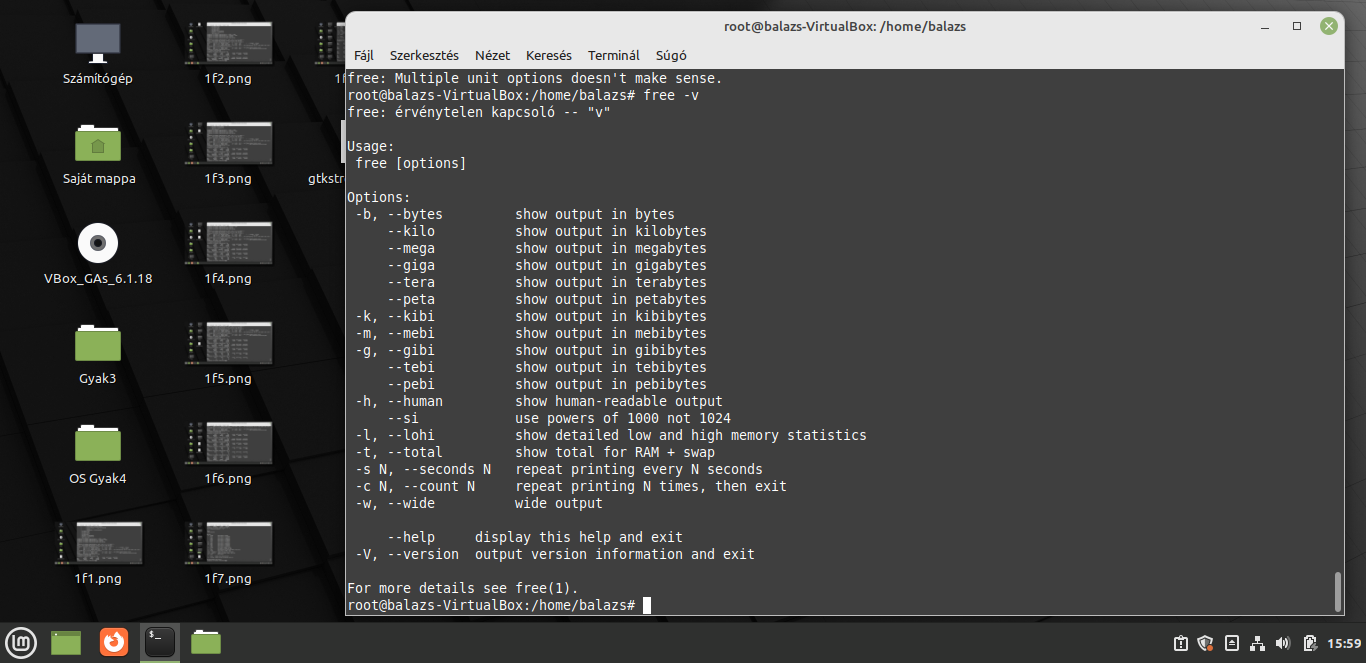 Számítógép
1f2.png
Saját mappa
1f3.png
gtkstr
VBox_GAs_6.1.18
1f4.png
Gyak3
1f5.png
OS Gyak4
1f6.png
1f1.png
1f7.png
root@balazs-VirtualBox: /home/balazs
Fájl Szerkesztés Nézet Keresés Terminál Súgó
free: Multiple unit options doesn't make sense.
root@balazs-VirtualBox:/home/balazs# free -v
free: érvénytelen kapcsoló -- "v"
Usage:
free [options]
Options:
-b, --bytes show output in bytes
--kilo show output in kilobytes
--mega show output in megabytes
--giga show output in gigabytes
--tera show output in terabytes
--peta show output in petabytes
-k, --kibi show output in kibibytes
-m, --mebi show output in mebibytes
-g, --gibi show output in gibibytes
--tebi show output in tebibytes
--pebi show output in pebibytes
-h, --human show human-readable output
--si use powers of 1000 not 1024
-l, --lohi show detailed low and high memory statistics
-t, --total show total for RAM + swap
-s N, --seconds N repeat printing every N seconds
-c N, --count N repeat printing N times, then exit
-w, --wide wide output
--help display this help and exit
-V, --version output version information and exit
For more details see free(1).
root@balazs-VirtualBox:/home/balazs#
15:59